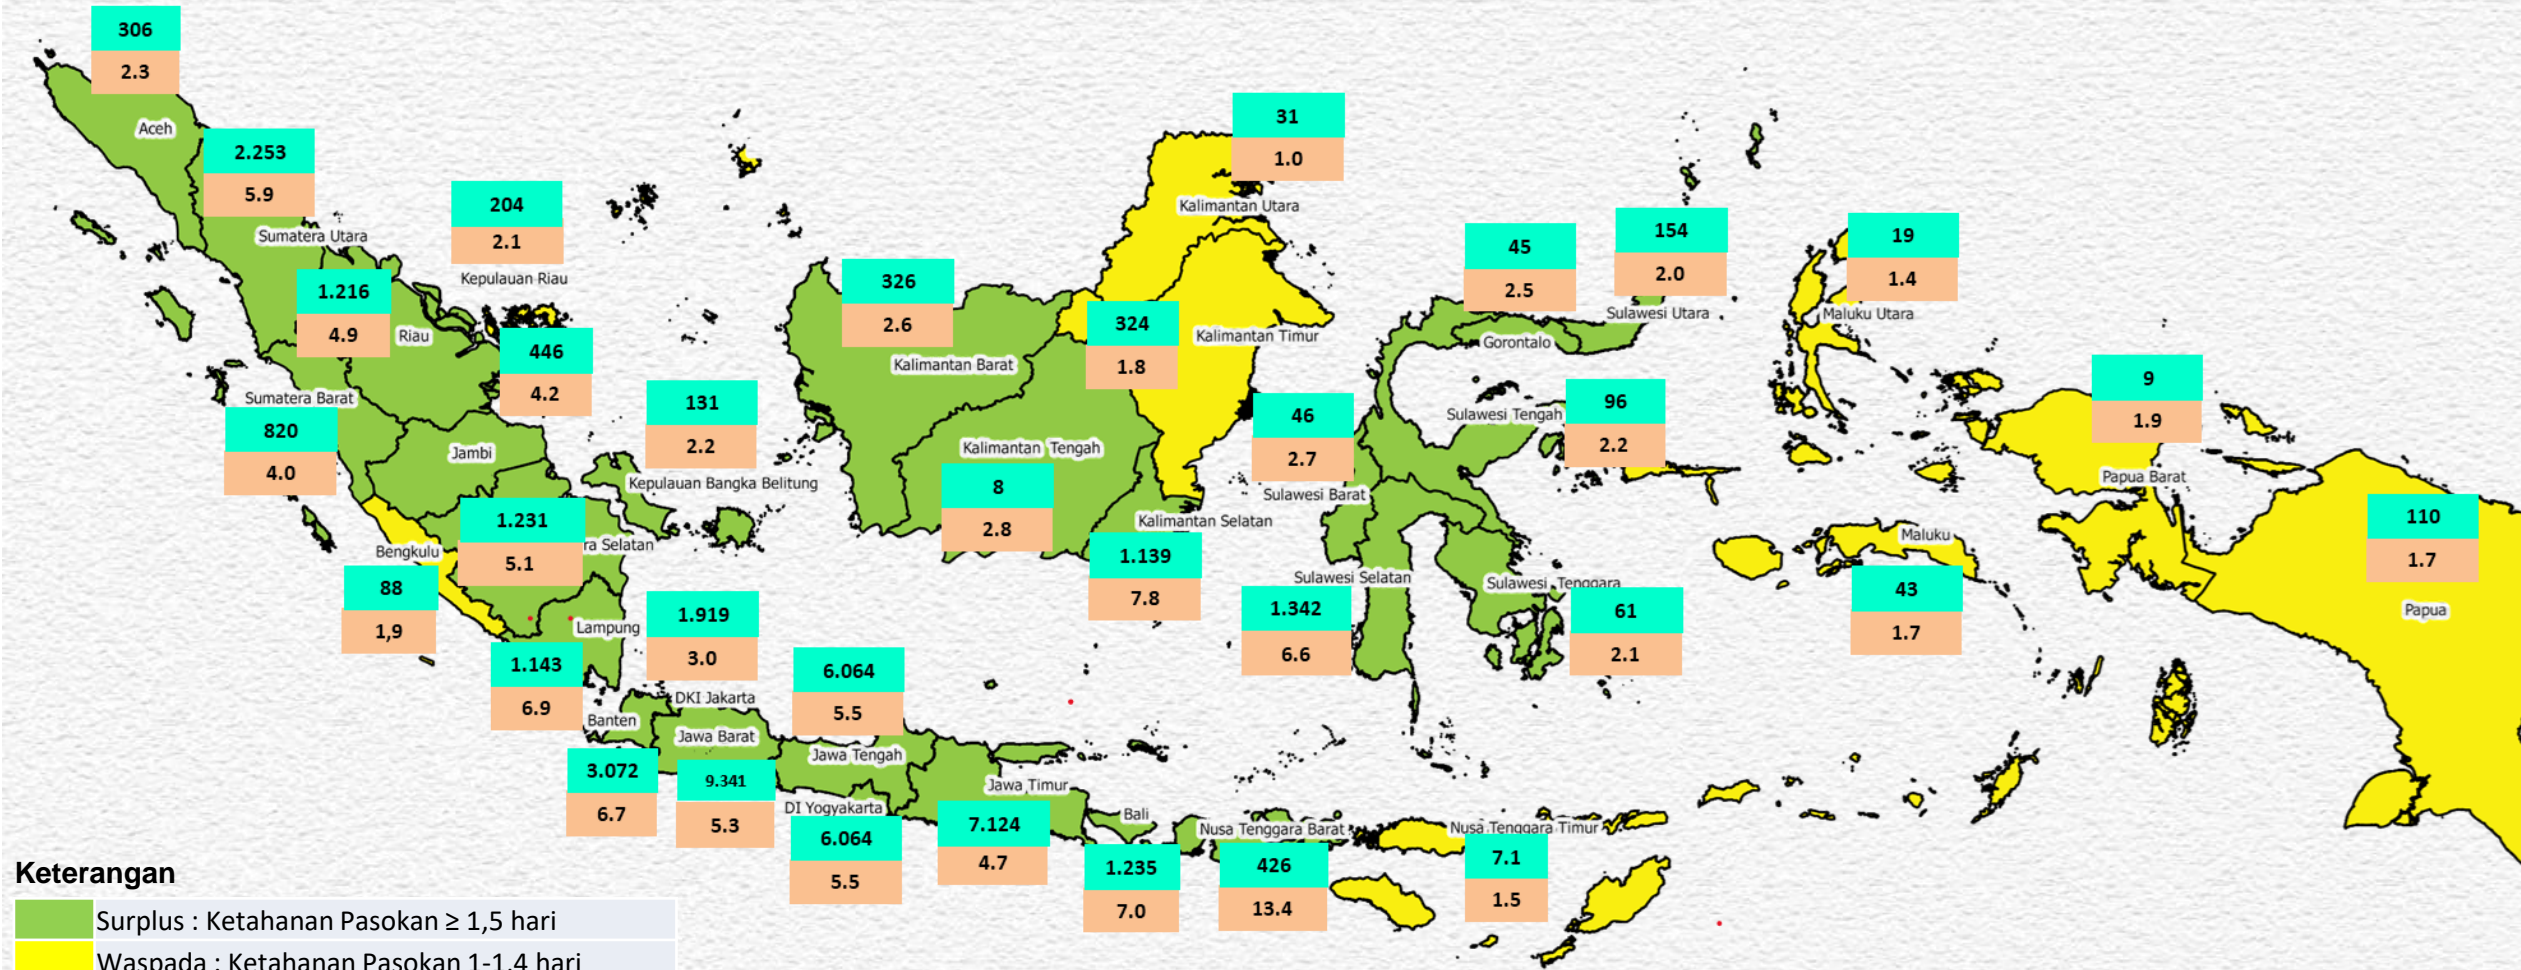 306
2.3
Aceh
2.253
5.9
Sumatera Utara
204
2.1
Kepulauan Riau
1.216
4.9
Riau
446
4.2
Sumatera Barat
820
4.0
Jambi
131
2.2
Kepulauan Bangka Belitung
1.231
5.1
ra Selatan
Bengkulu
88
1,9
Lampung
1.143
6.9
1.919
3.0
DKI Jakarta
Banten
3.072
6.7
Jawa Barat
9.341
5.3
6.064
5.5
Jawa Tengah
DI Yogyakarta
6.064
5.5
Jawa Timur
7.124
4.7
Bali
1.235
7.0
Nusa Tenggara Barat
426
13.4
Nusa Tenggara Timur
7.1
1.5
326
2.6
Kalimantan Barat
Kalimantan Tengah
8
2.8
31
1.0
Kalimantan Utara
324
1.8
Kalimantan Timur
Kalimantan Selatan
1.139
7.8
45
2.5
Gorontalo
154
2.0
Sulawesi Utara
Sulawesi Tengah
96
2.2
46
2.7
Sulawesi Barat
Sulawesi Selatan
1.342
6.6
Sulawesi Tenggara
61
2.1
19
1.4
Maluku Utara
Maluku
43
1.7
9
1.9
Papua Barat
110
1.7
Papua
Keterangan
Surplus : Ketahanan Pasokan ≥ 1,5 hari
Waspada : Ketahanan Pasokan 1-1,4 hari